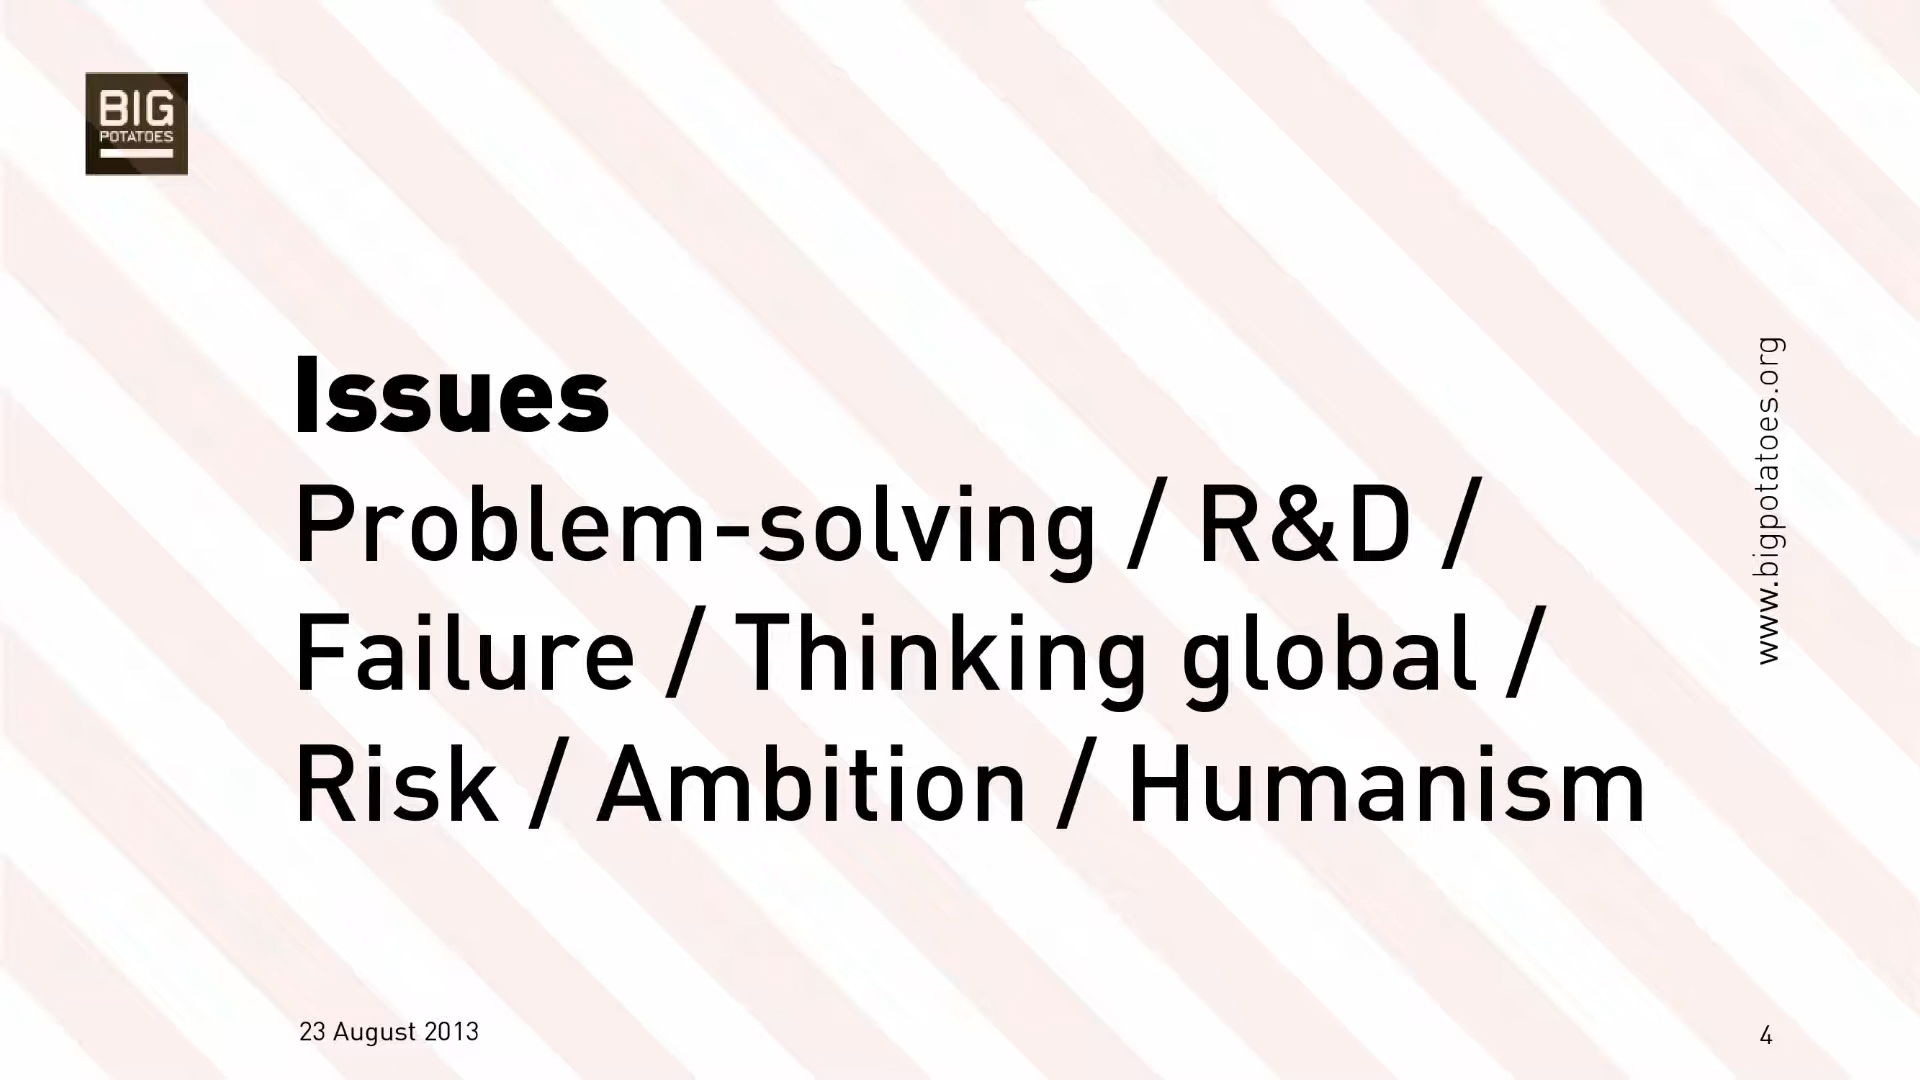 BIG
POTATOES
Issues
Problem-solving / R&D /
Failure / Thinking global /
Risk / Ambition / Humanism
www.bigpotatoes.org
23 August 2013
4